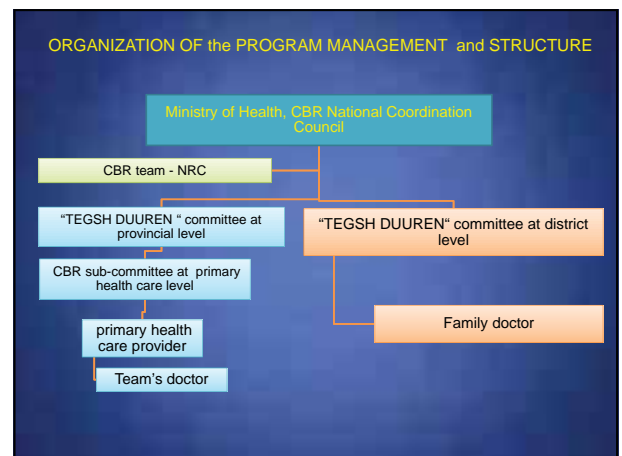 ORGANIZATION OF the PROGRAM MANAGEMENT and STRUCTURE
Ministry of Health, CBR National Coordination
Council
CBR team - NRC
“TEGSH DUUREN “ committee at
provincial level
“TEGSH DUUREN“ committee at district
level
CBR sub-committee at primary
health care level
Family doctor
primary health
care provider
Team’s doctor